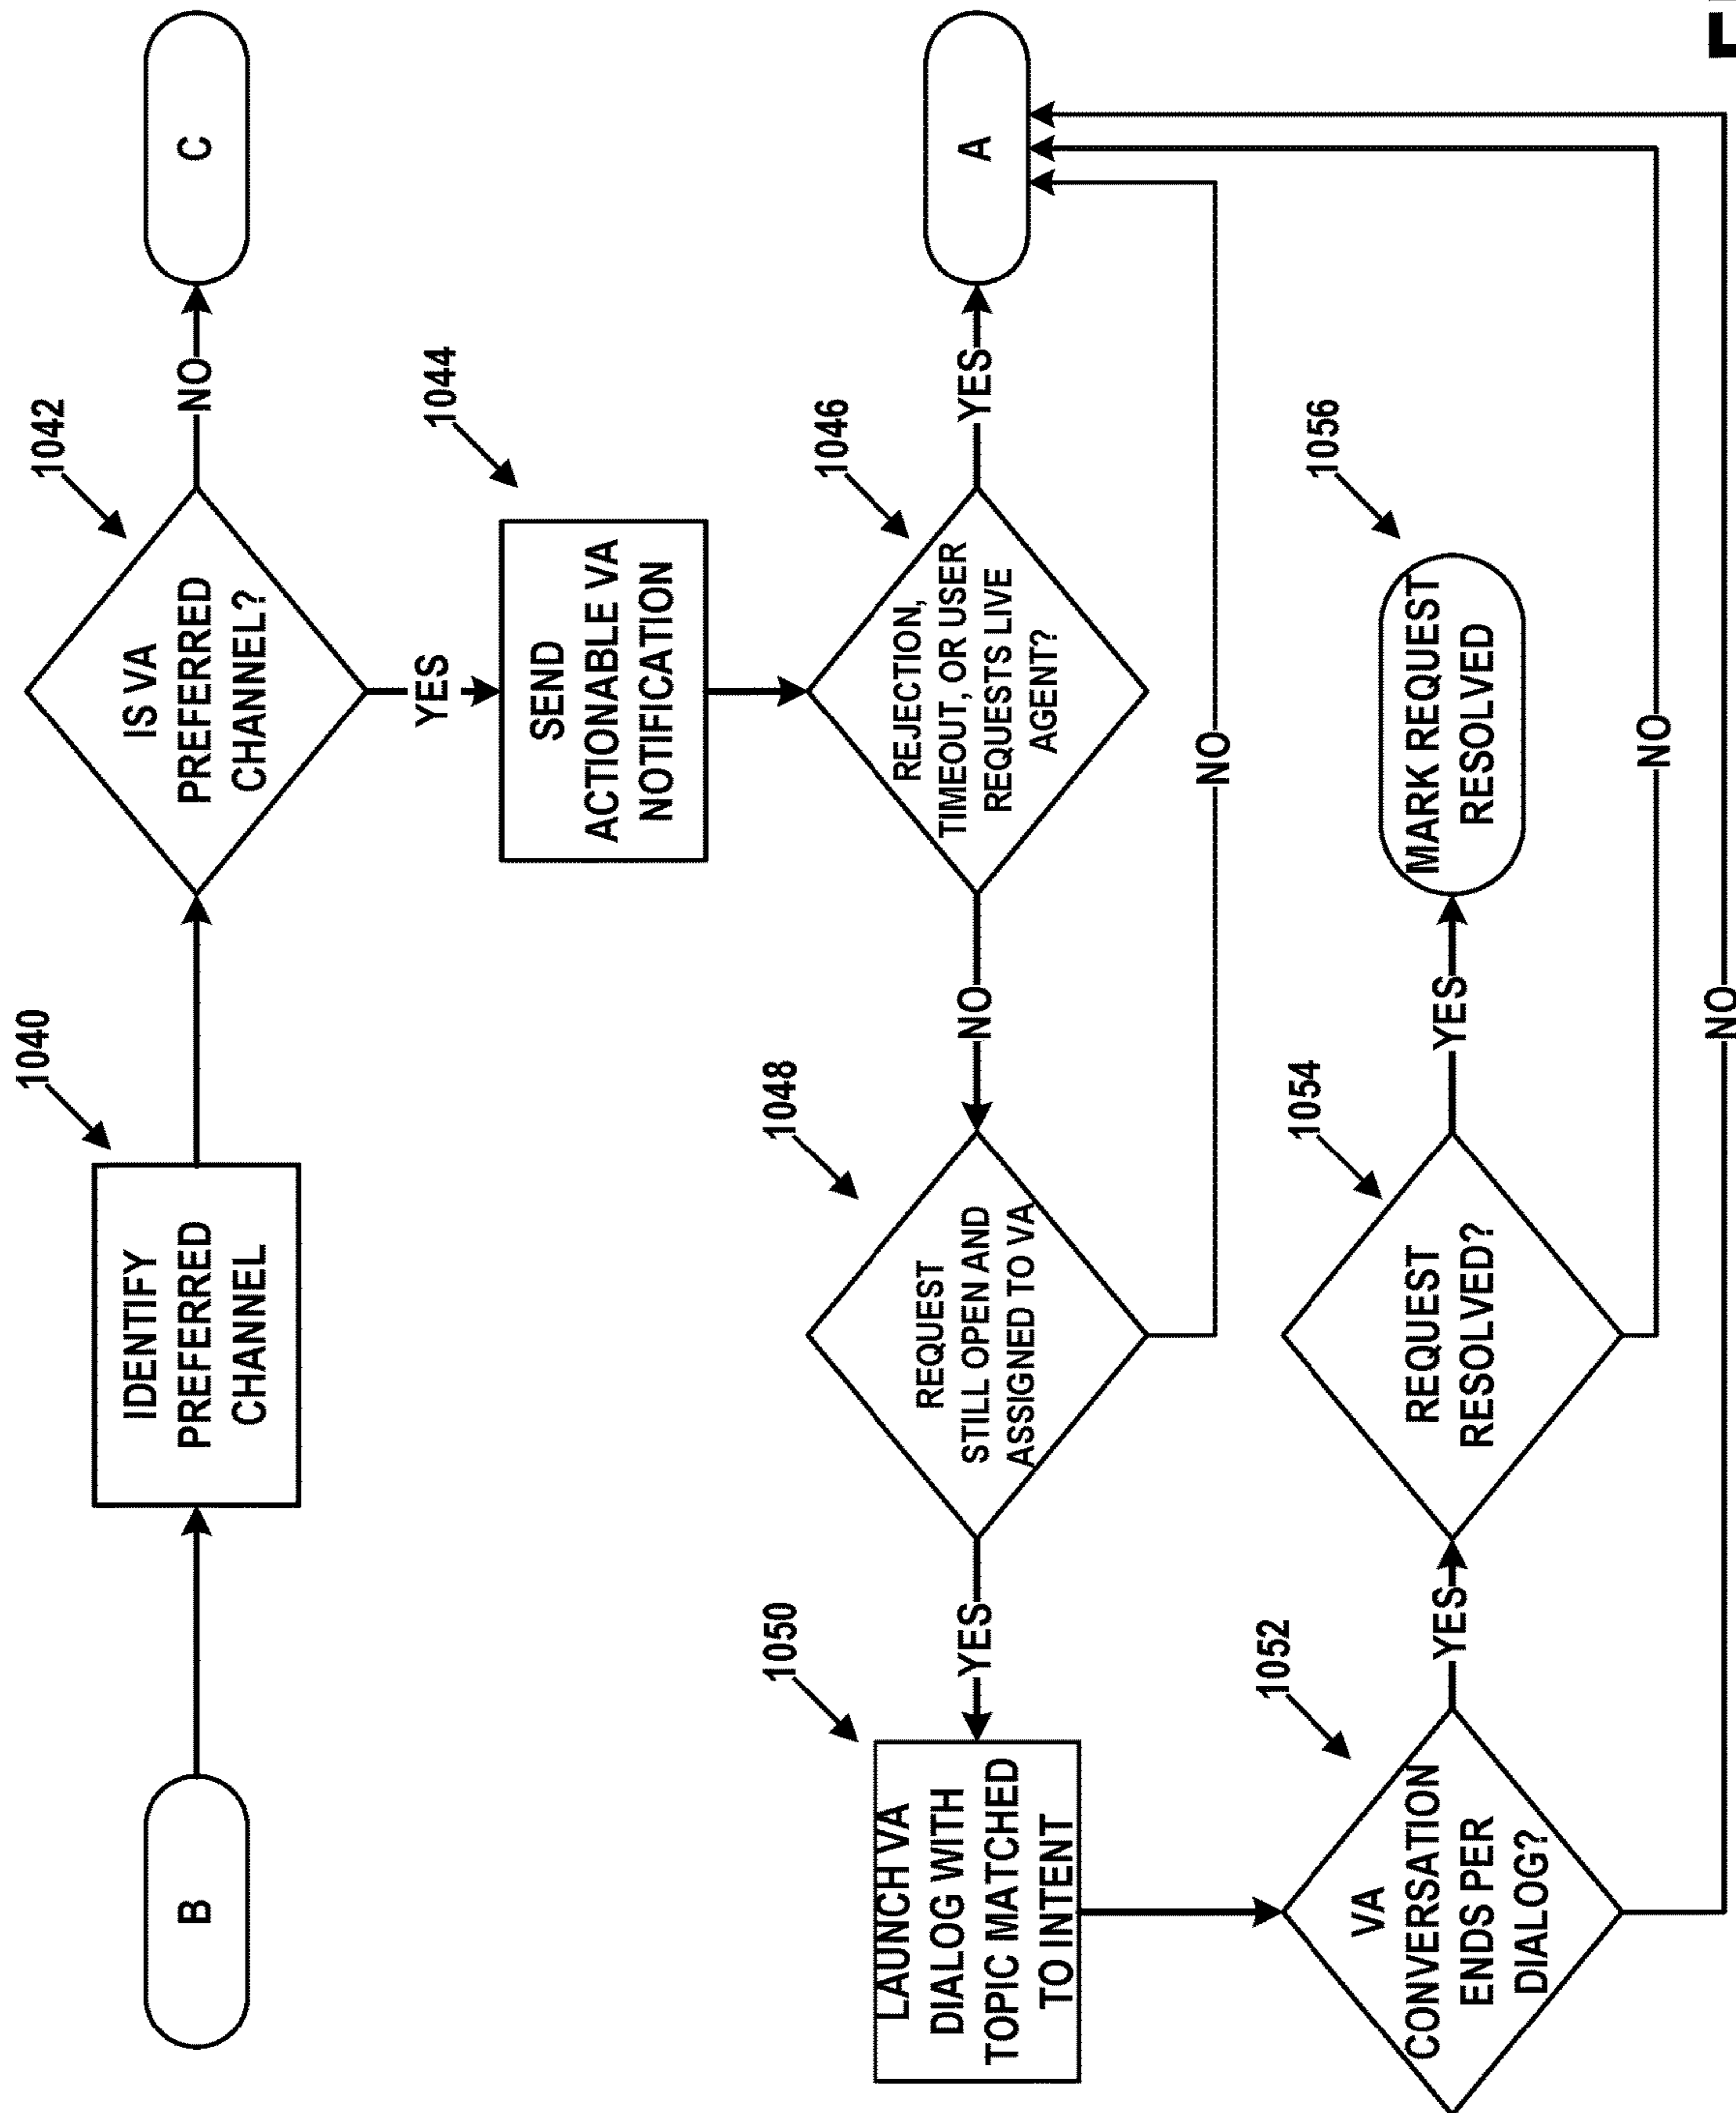 B
1040
IDENTIFY
PREFERRED
CHANNEL
1042
IS VA
PREFERRED
CHANNEL?
NO
C
YES
1044
SEND
ACTIONABLE VA
NOTIFICATION
1046
REJECTION,
TIMEOUT, OR USER
REQUESTS LIVE
AGENT?
YES
A
NO
1048
REQUEST
STILL OPEN AND
ASSIGNED TO VA
NO
YES
1050
LAUNCH VA
DIALOG WITH
TOPIC MATCHED
TO INTENT
1052
VA
CONVERSATION
ENDS PER
DIALOG?
NO
YES
1054
REQUEST
RESOLVED?
NO
YES
1056
MARK REQUEST
RESOLVED